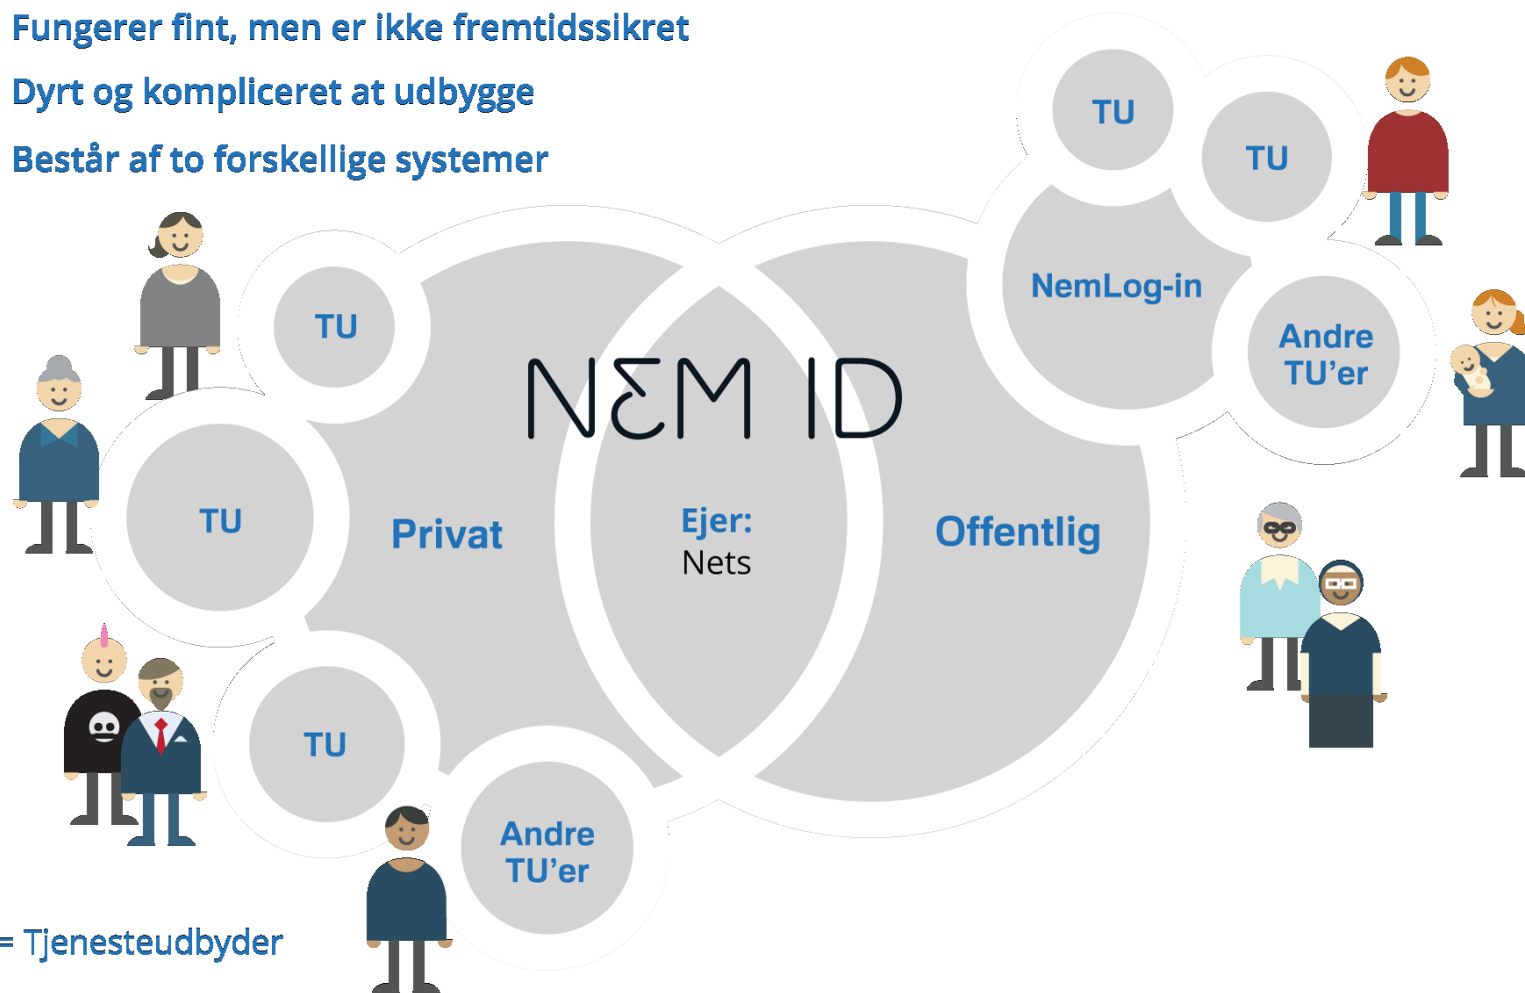 Fungerer fint, men er ikke fremtidssikret
Dyrt og kompliceret at udbygge
Består af to forskellige systemer
TU
TU
NemLog-in
Andre
TU'er
TU
NEM ID
TU
Privat
Ejer:
Nets
Offentlig
TU
Andre
TU'er
= Tjenesteudbyder